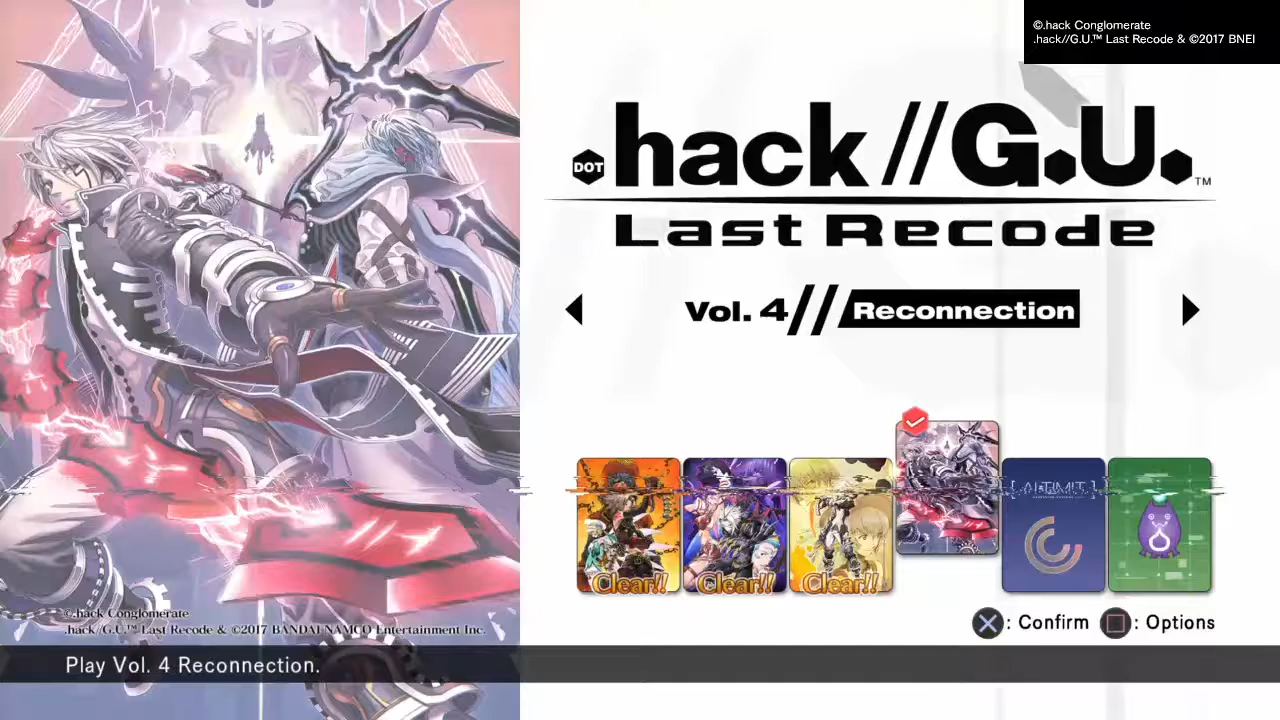 ©.hack Conglomerate
.hack//G.U.™ Last Recode & ©2017 BNEI
DOT .hack//G.U.™
Last Recode
Vol. 4// Reconnection
[ALTIMIT]
Clear!! Clear!! Clear!!
: Confirm : Options
©.hack Conglomerate
.hack//G.U.™ Last Recode & ©2017 BANDAI NAMCO Entertainment Inc.
Play Vol. 4 Reconnection.